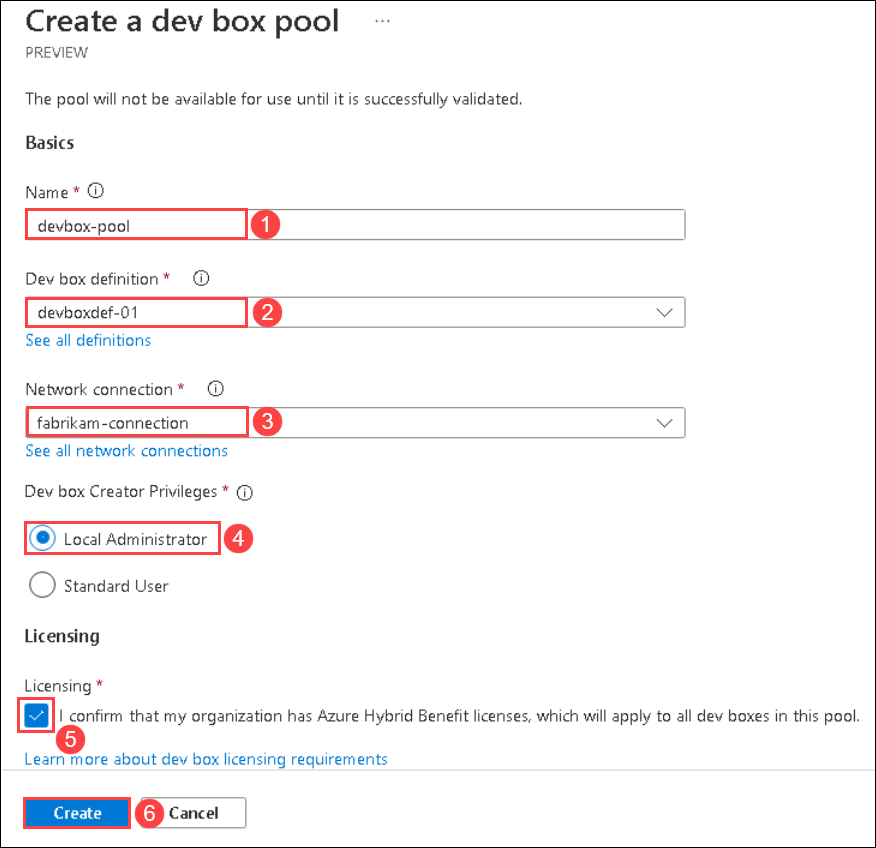 Create a dev box pool ...
PREVIEW
The pool will not be available for use until it is successfully validated.
Basics
Name *
devbox-pool 1
Dev box definition *
devboxdef-01 2
See all definitions
Network connection *
fabrikam-connection 3
See all network connections
Dev box Creator Privileges *
Local Administrator 4
Standard User
Licensing
Licensing *
I confirm that my organization has Azure Hybrid Benefit licenses, which will apply to all dev boxes in this pool.
5
Learn more about dev box licensing requirements
Create 6 Cancel